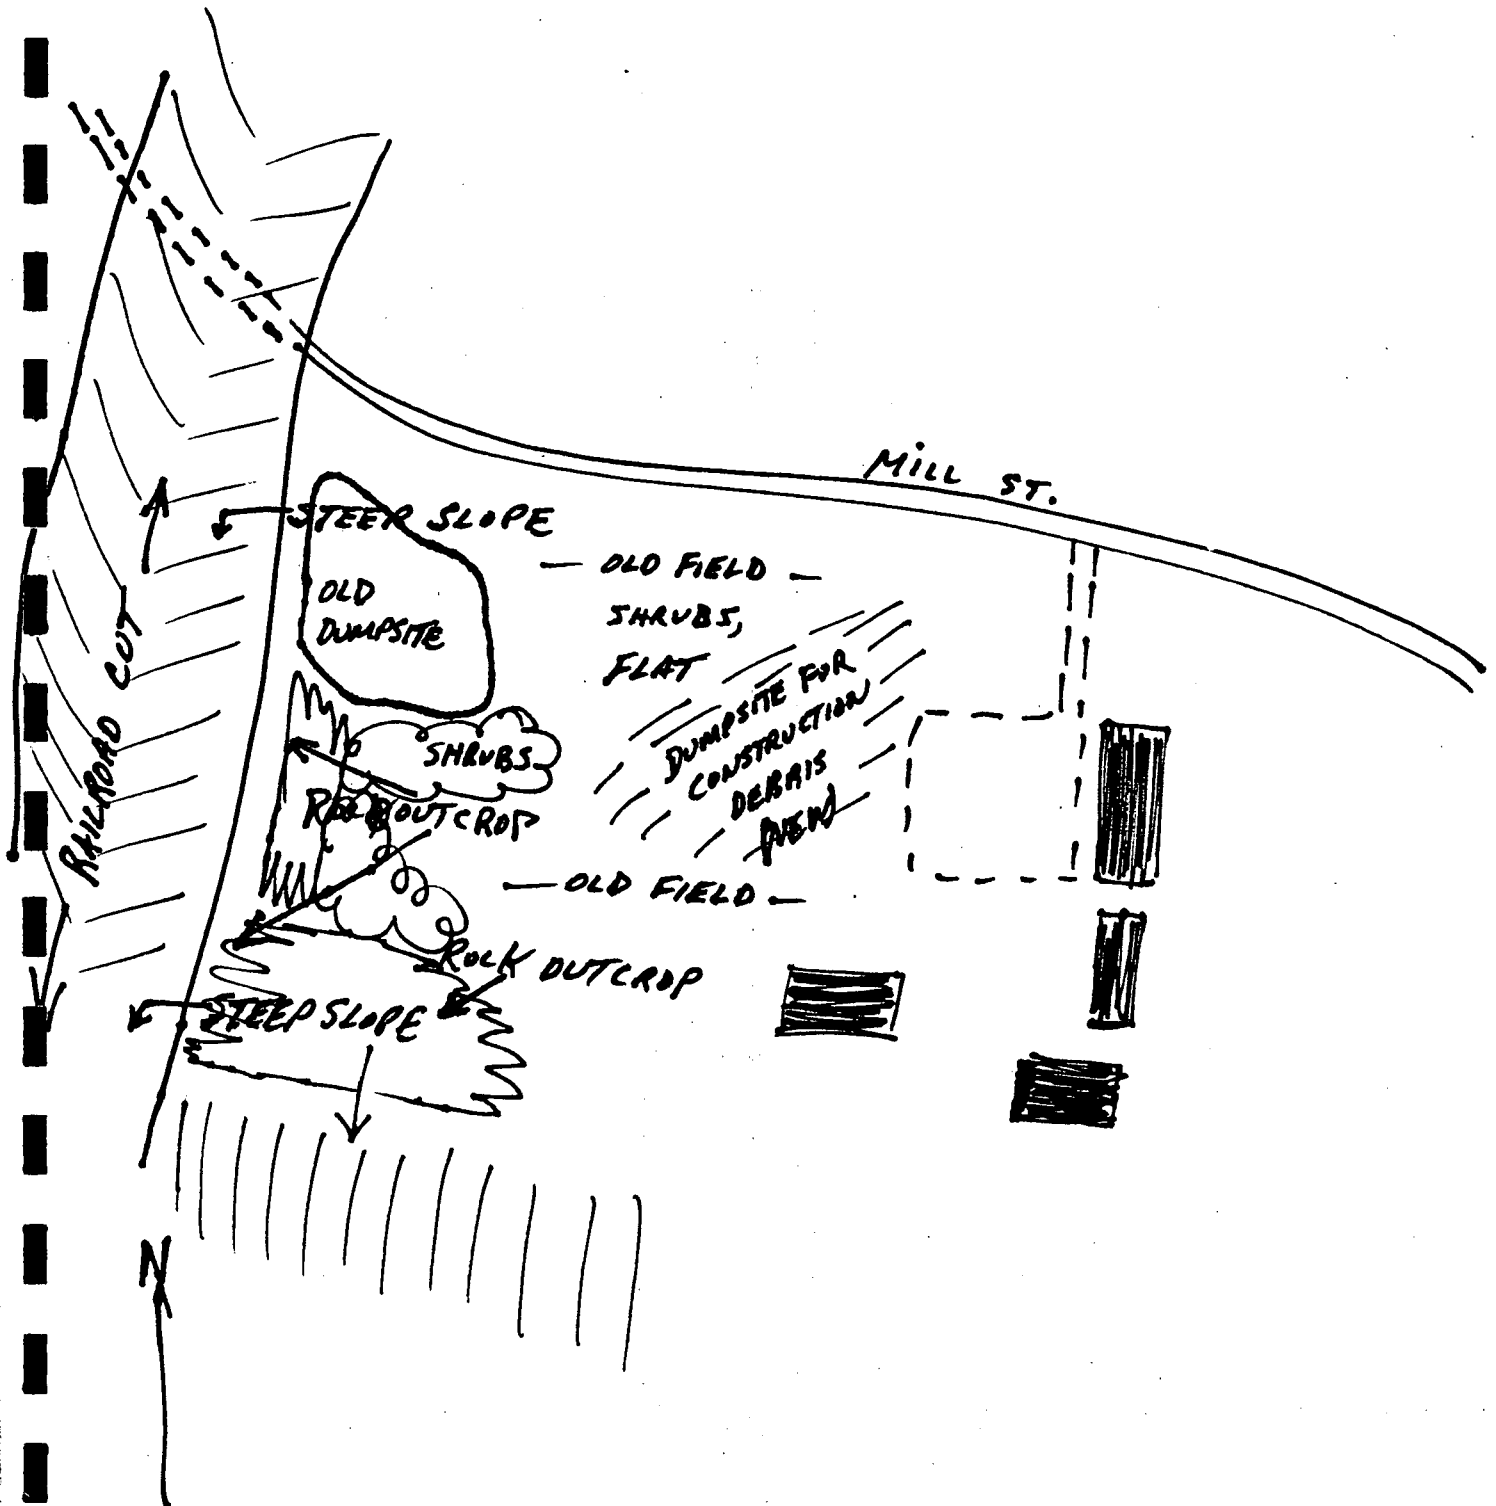 MILL ST.
STEEP SLOPE
— OLD FIELD —
SHRUBS,
FLAT
OLD
DUMPSITE
DUMPSITE FOR
CONSTRUCTION
DEBRIS
(NEW)
SHRUBS
ROCK OUTCROP
RAILROAD CUT
— OLD FIELD —
ROCK OUTCROP
STEEP SLOPE
N